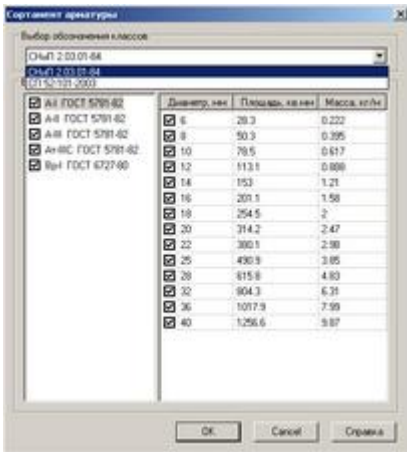 Сортамент арматуры
Выбор обозначения классов
СНиП 2.03.01-84
СНиП 2.03.01-84
СП 52-101-2003
A-I ГОСТ 5781-82
A-II ГОСТ 5781-82
A-III ГОСТ 5781-82
Ат-IIIC ГОСТ 5781-82
Bp-I ГОСТ 6727-80
Диаметр, мм Площадь, кв.мм Масса, кг/м
6 28.3 0.222
8 50.3 0.395
10 78.5 0.617
12 113.1 0.888
14 153 1.21
16 201.1 1.58
18 254.5 2
20 314.2 2.47
22 380.1 2.98
25 490.9 3.85
28 615.8 4.83
32 804.3 6.31
36 1017.9 7.99
40 1256.6 9.87
OK Cancel Справка